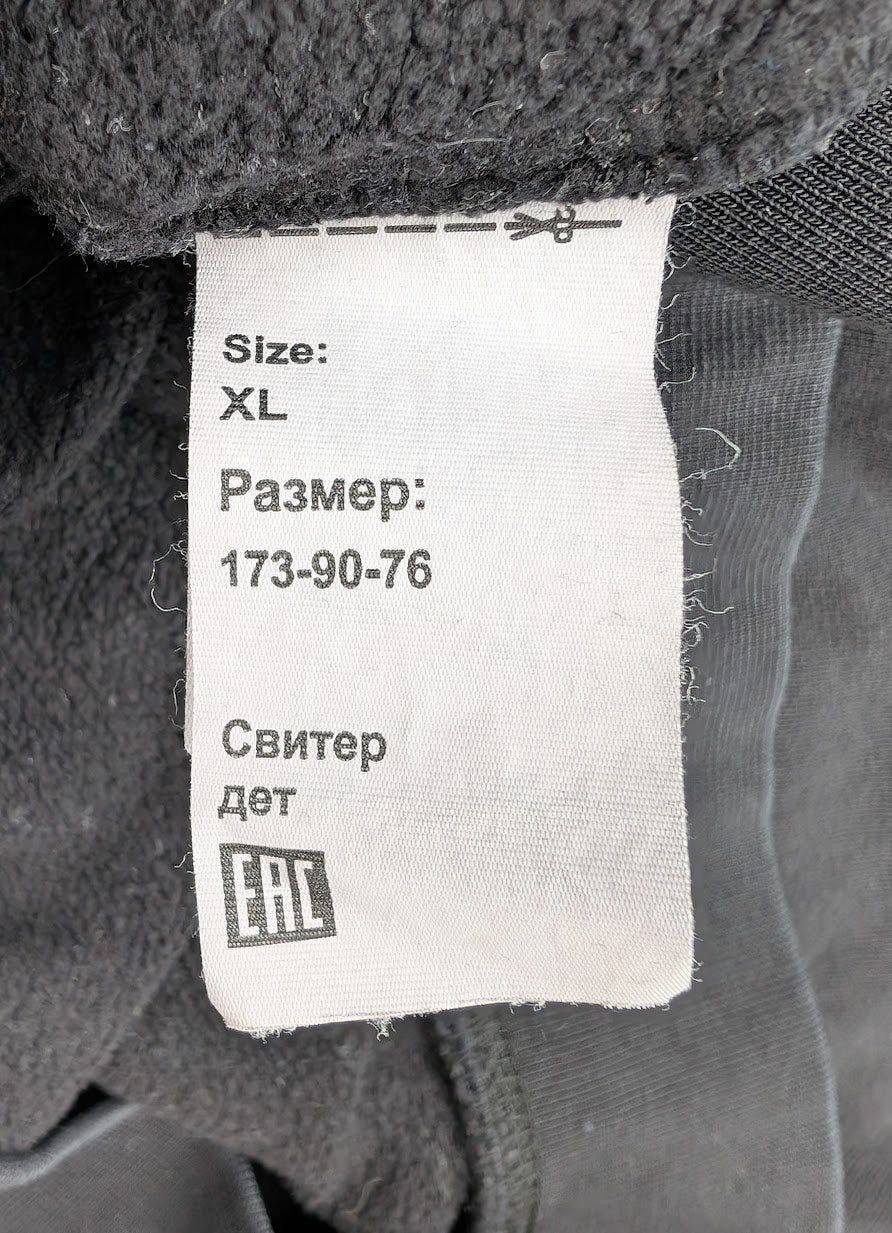 Size:
XL
Размер:
173-90-76
Свитер
дет
EAC